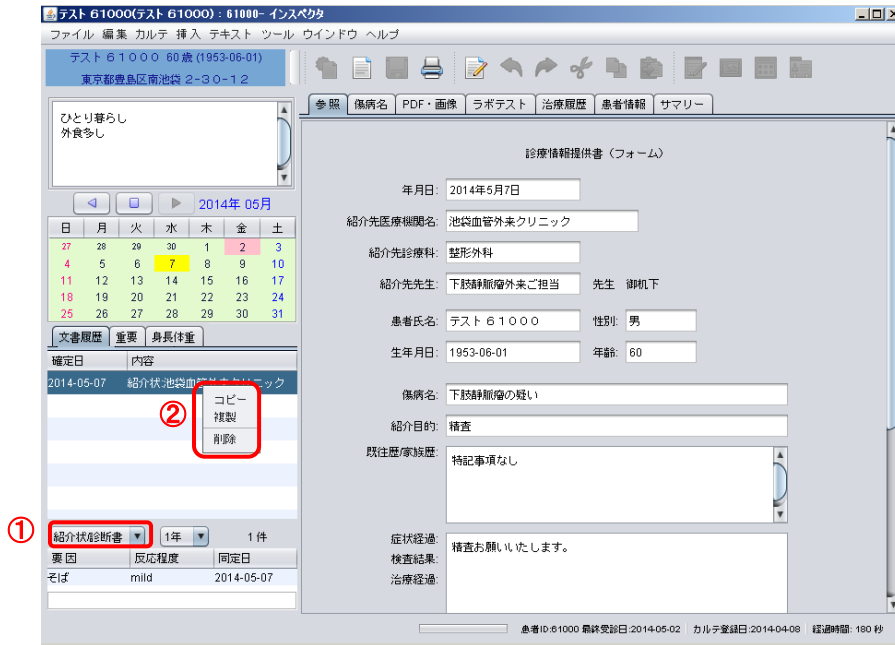 テスト 61000(テスト 61000) : 61000- インスペクタ
ファイル 編集 カルテ 挿入 テキスト ツール ウインドウ ヘルプ
テスト６１０００ 60歳 (1953-06-01)
東京都豊島区南池袋 2-30-12
ひとり暮らし
外食多し
2014年 05月
日 月 火 水 木 金 土
27 28 29 30 1 2 3
4 5 6 7 8 9 10
11 12 13 14 15 16 17
18 19 20 21 22 23 24
25 26 27 28 29 30 31
文書履歴 重要 身長体重
確定日 内容
2014-05-07 紹介状:池袋血管外来クリニック
②
コピー
複製
削除
①
紹介状/診断書 1年 1 件
要因 反応程度 同定日
そば mild 2014-05-07
参照 傷病名 PDF・画像 ラボテスト 治療履歴 患者情報 サマリー
診療情報提供書（フォーム）
年月日: 2014年5月7日
紹介先医療機関名: 池袋血管外来クリニック
紹介先診療科: 整形外科
紹介先先生: 下肢静脈瘤外来ご担当 先生 御机下
患者氏名: テスト６１０００ 性別: 男
生年月日: 1953-06-01 年齢: 60
傷病名: 下肢静脈瘤の疑い
紹介目的: 精査
既往歴/家族歴: 特記事項なし
症状経過: 精査お願いいたします。
検査結果:
治療経過:
患者ID:61000 最終受診日:2014-05-02 カルテ登録日:2014-04-08 経過時間: 180 秒